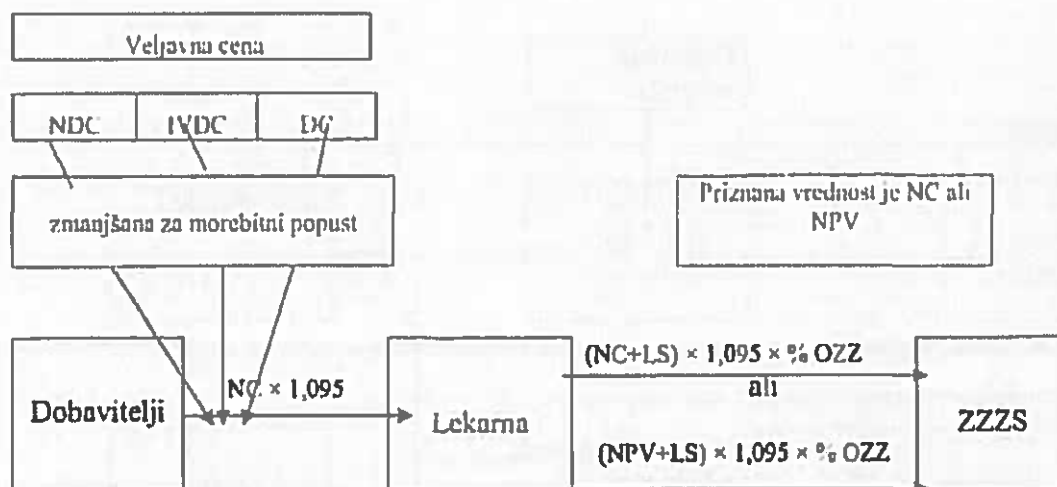 Veljavna cena
NDC IVDC DC
zmanjšana za morebitni popust
Priznana vrednost je NC ali
NPV
(NC+LS) × 1,095 × % OZZ
NC × 1,095
ali
Dobavitelji
Lekarna
ZZZS
(NPV+LS) × 1,095 × % OZZ